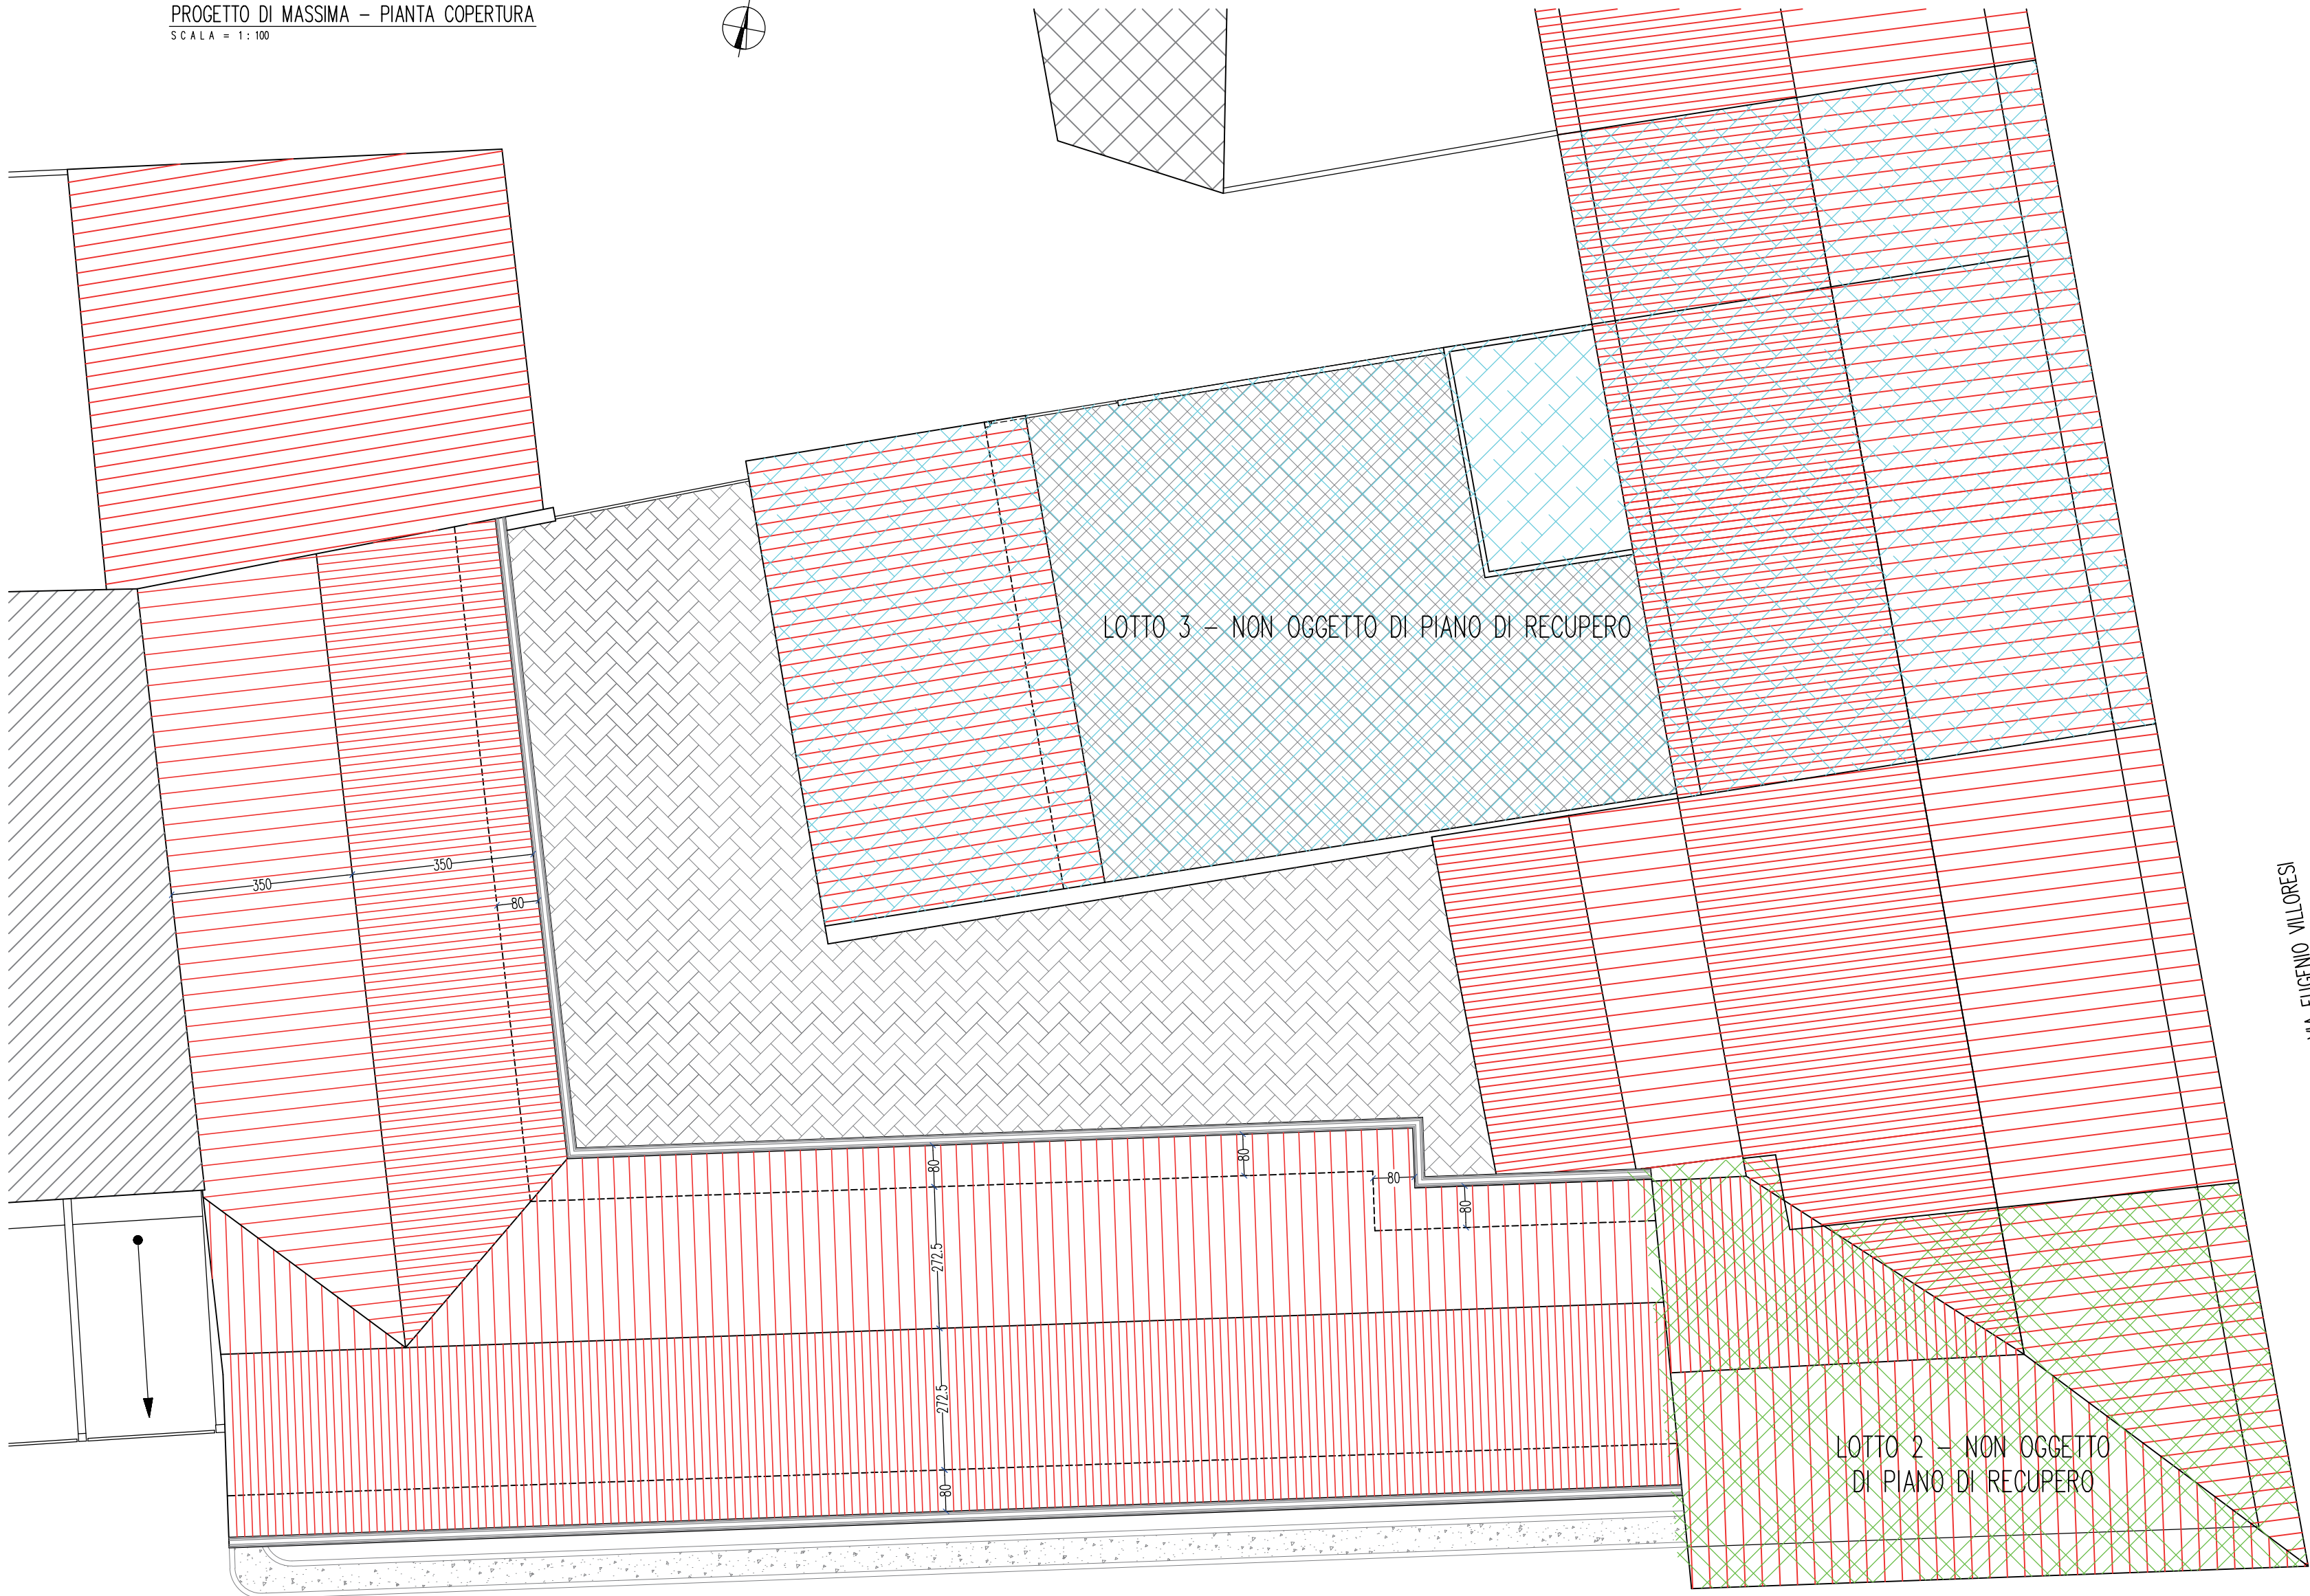 PROGETTO DI MASSIMA – PIANTA COPERTURA
SCALA = 1:100
LOTTO 3 – NON OGGETTO DI PIANO DI RECUPERO
350
350
80
VIA EUGENIO VILLORESI
80
80
80
80
272.5
272.5
80
LOTTO 2 – NON OGGETTO
DI PIANO DI RECUPERO